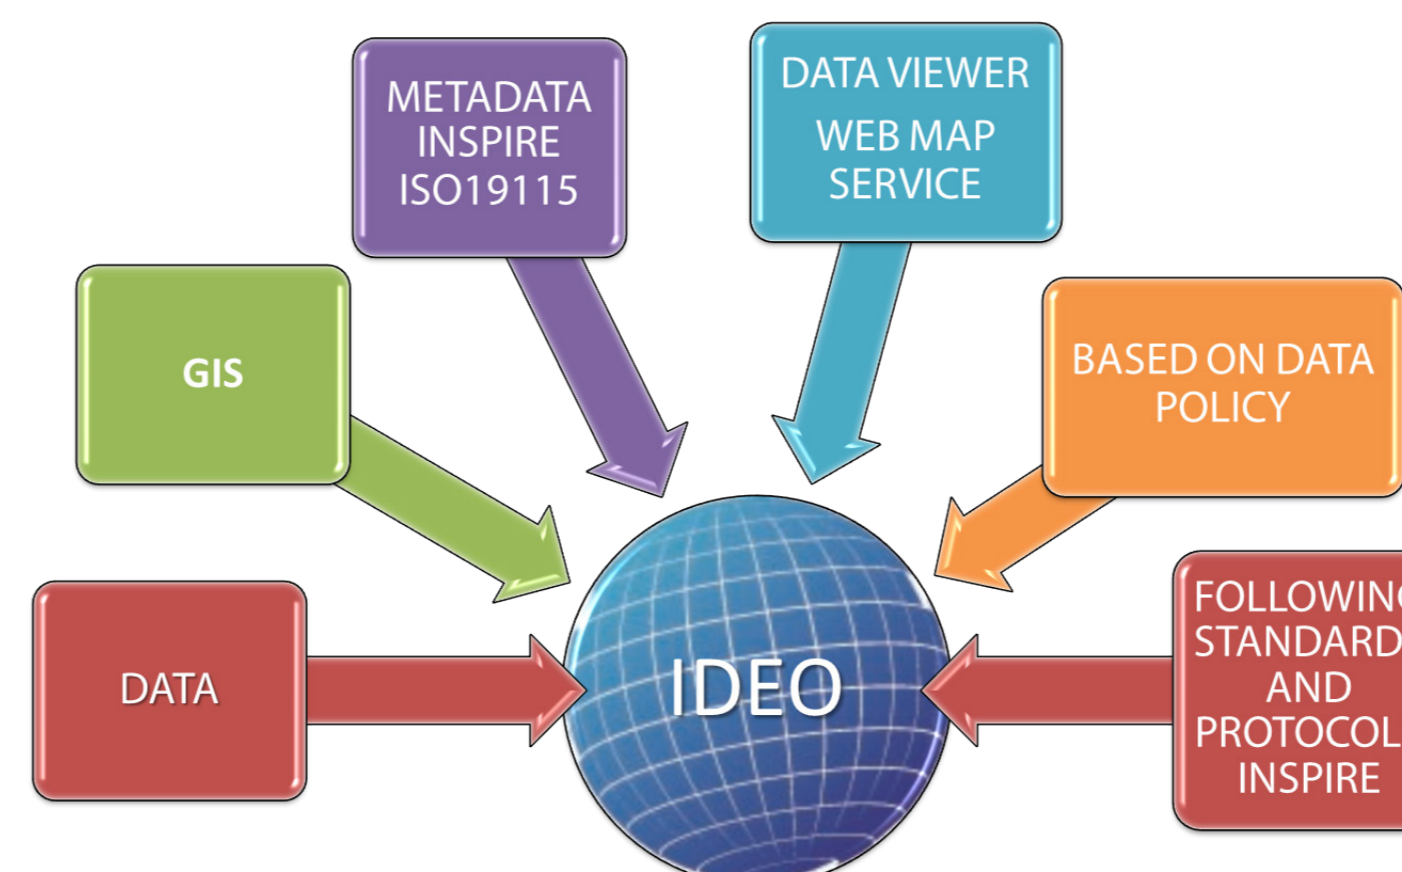 METADATA
INSPIRE
ISO19115
DATA VIEWER
WEB MAP
SERVICE
GIS
BASED ON DATA
POLICY
DATA
IDEO
FOLLOWING
STANDARD
AND
PROTOCOL
INSPIRE